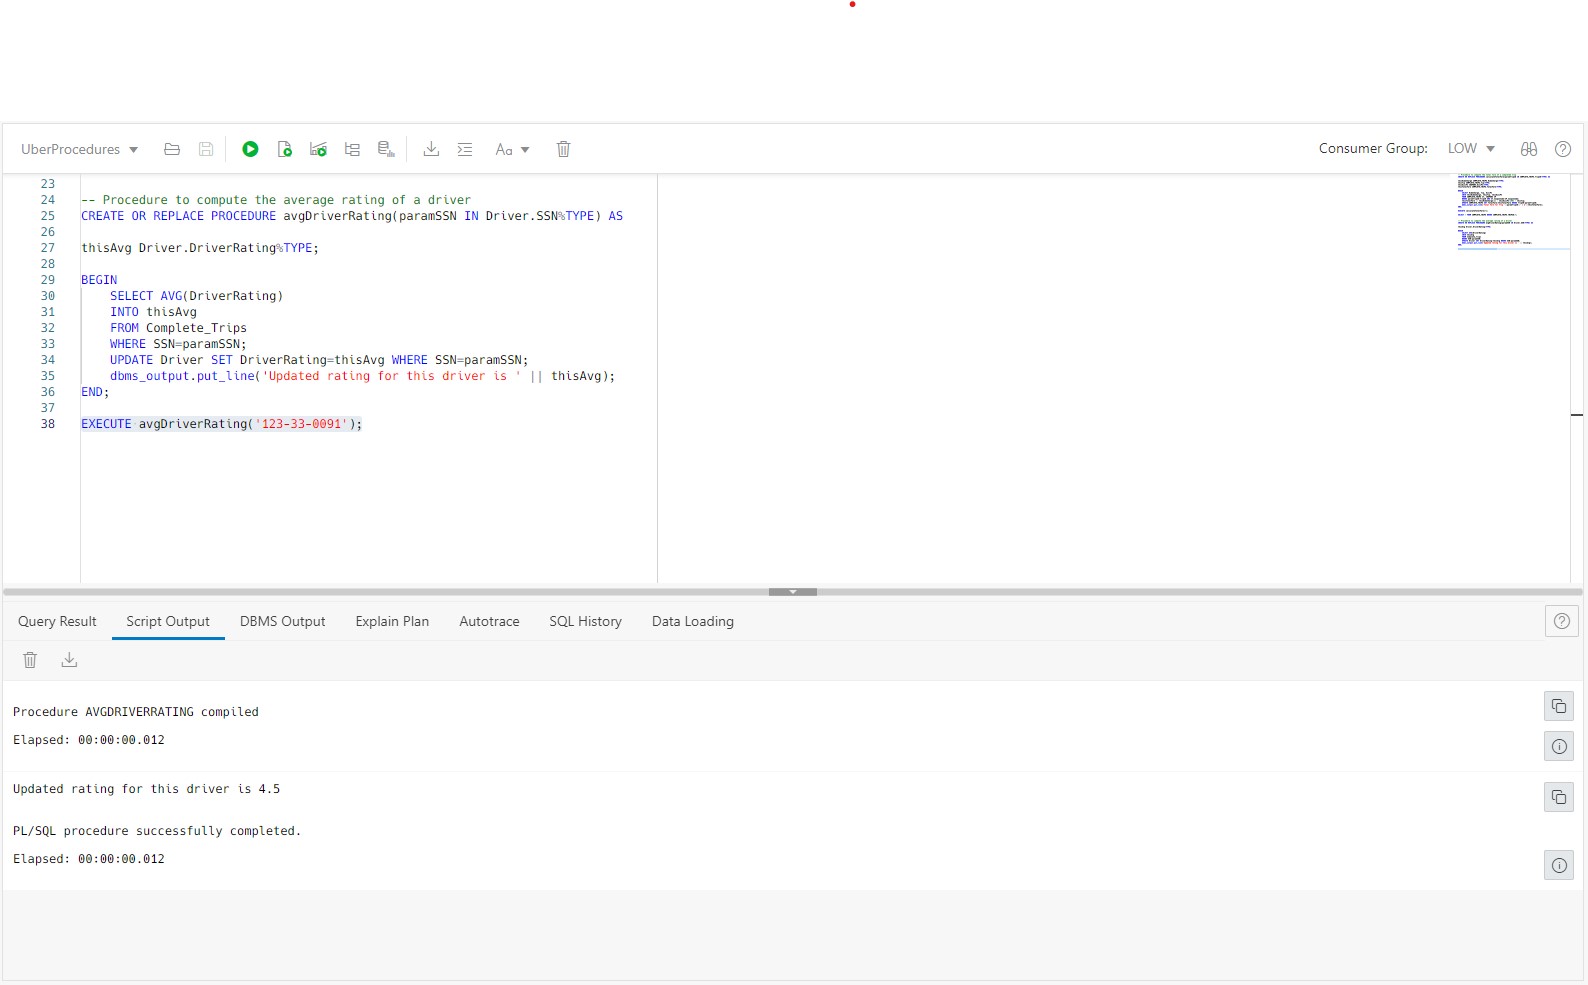 UberProcedures
Aa
Consumer Group: LOW
23
24 -- Procedure to compute the average rating of a driver
25 CREATE OR REPLACE PROCEDURE avgDriverRating(paramSSN IN Driver.SSN%TYPE) AS
26
27 thisAvg Driver.DriverRating%TYPE;
28
29 BEGIN
30 SELECT AVG(DriverRating)
31 INTO thisAvg
32 FROM Complete_Trips
33 WHERE SSN=paramSSN;
34 UPDATE Driver SET DriverRating=thisAvg WHERE SSN=paramSSN;
35 dbms_output.put_line('Updated rating for this driver is ' || thisAvg);
36 END;
37
38 EXECUTE avgDriverRating('123-33-0091');
Query Result Script Output DBMS Output Explain Plan Autotrace SQL History Data Loading
Procedure AVGDRIVERRATING compiled
Elapsed: 00:00:00.012
Updated rating for this driver is 4.5
PL/SQL procedure successfully completed.
Elapsed: 00:00:00.012